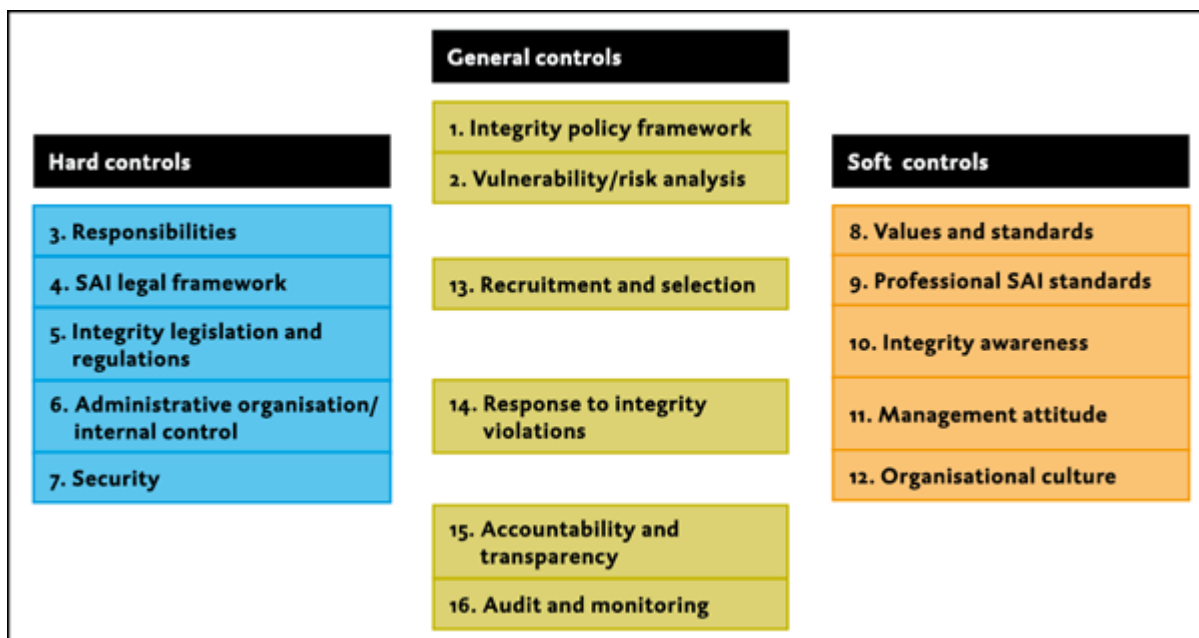 General controls
1. Integrity policy framework
2. Vulnerability/risk analysis
13. Recruitment and selection
14. Response to integrity
violations
15. Accountability and
transparency
16. Audit and monitoring
Hard controls
3. Responsibilities
4. SAI legal framework
5. Integrity legislation and
regulations
6. Administrative organisation/
internal control
7. Security
Soft controls
8. Values and standards
9. Professional SAI standards
10. Integrity awareness
11. Management attitude
12. Organisational culture